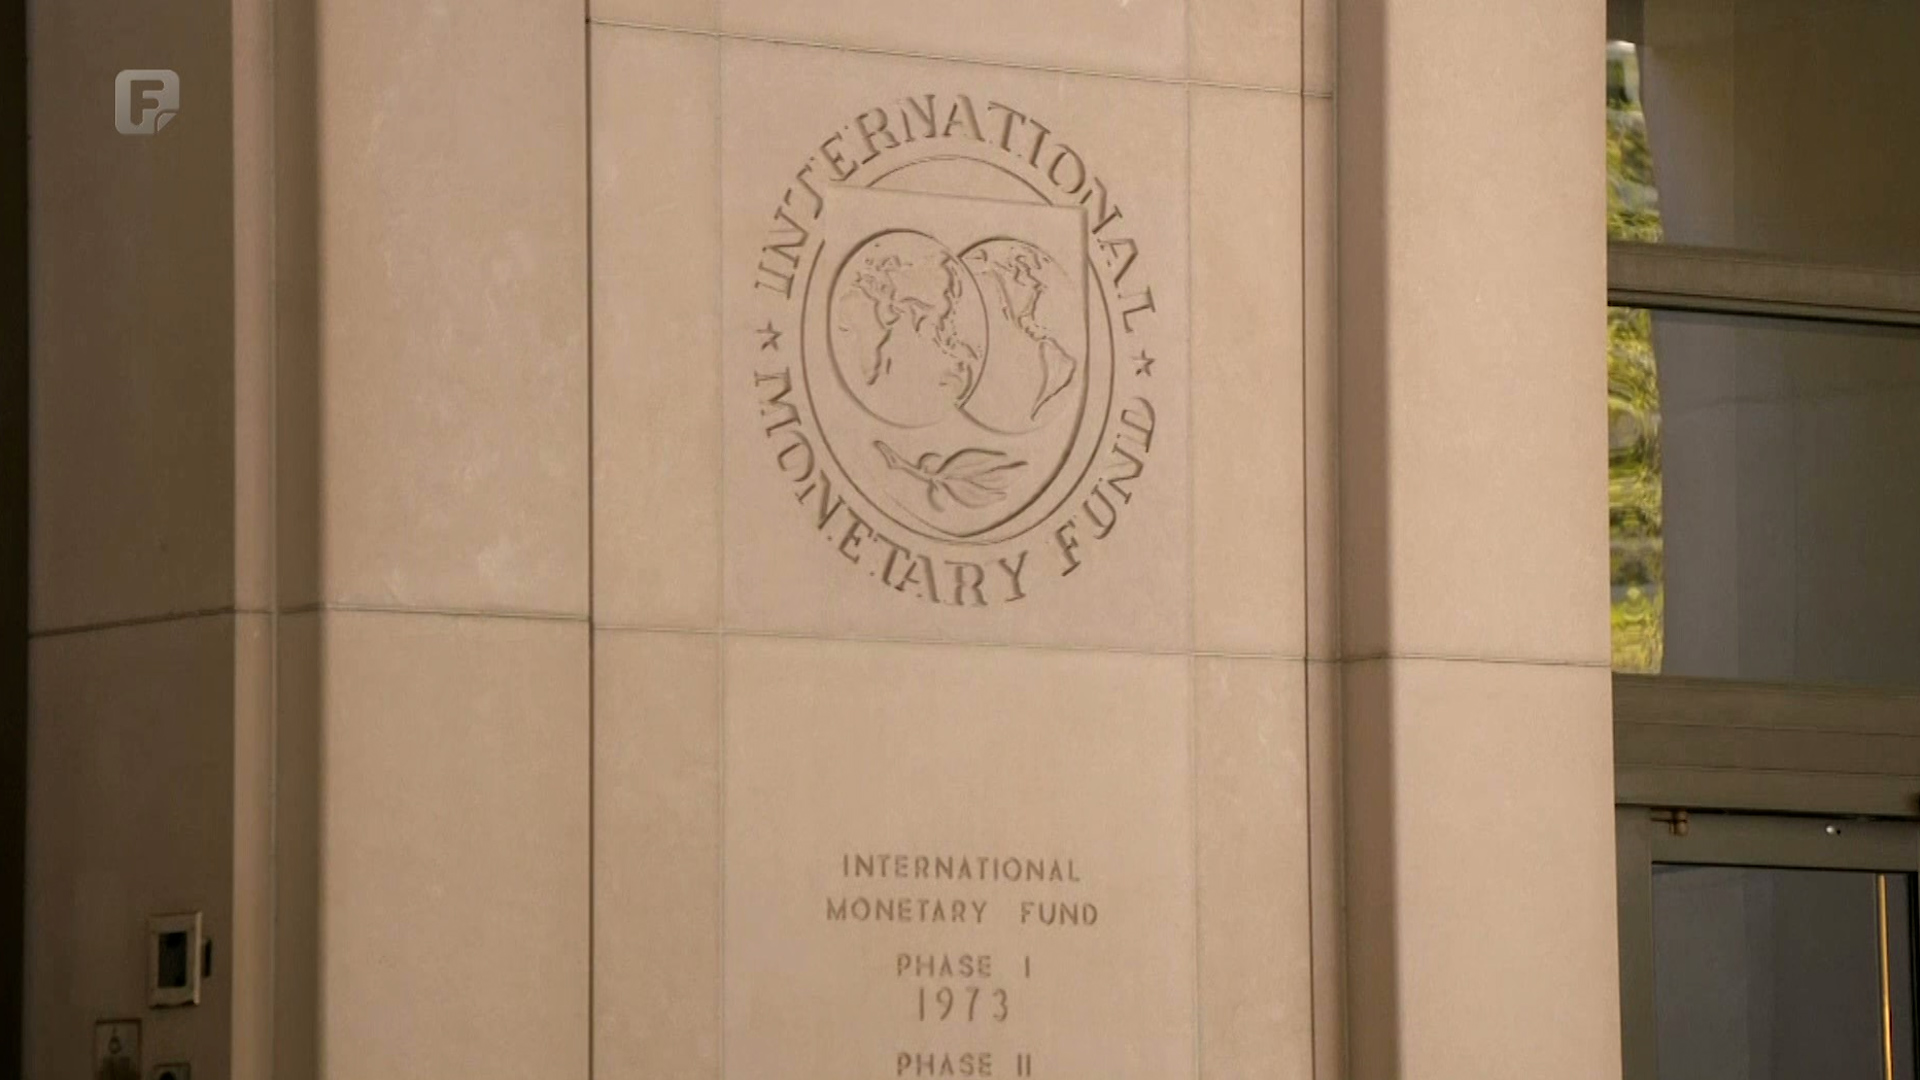 F
INTERNATIONAL
★ MONETARY FUND ★
INTERNATIONAL
MONETARY FUND
PHASE I
1973
PHASE II